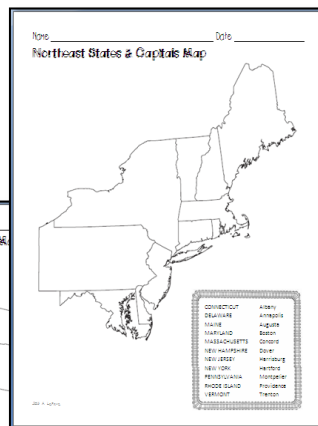 Name Date
Northeast States & Capitals Map
CONNECTICUT Albany
DELAWARE Annapolis
MAINE Augusta
MARYLAND Boston
MASSACHUSETTS Concord
NEW HAMPSHIRE Dover
NEW JERSEY Harrisburg
NEW YORK Hartford
PENNSYLVANIA Montpelier
RHODE ISLAND Providence
VERMONT Trenton